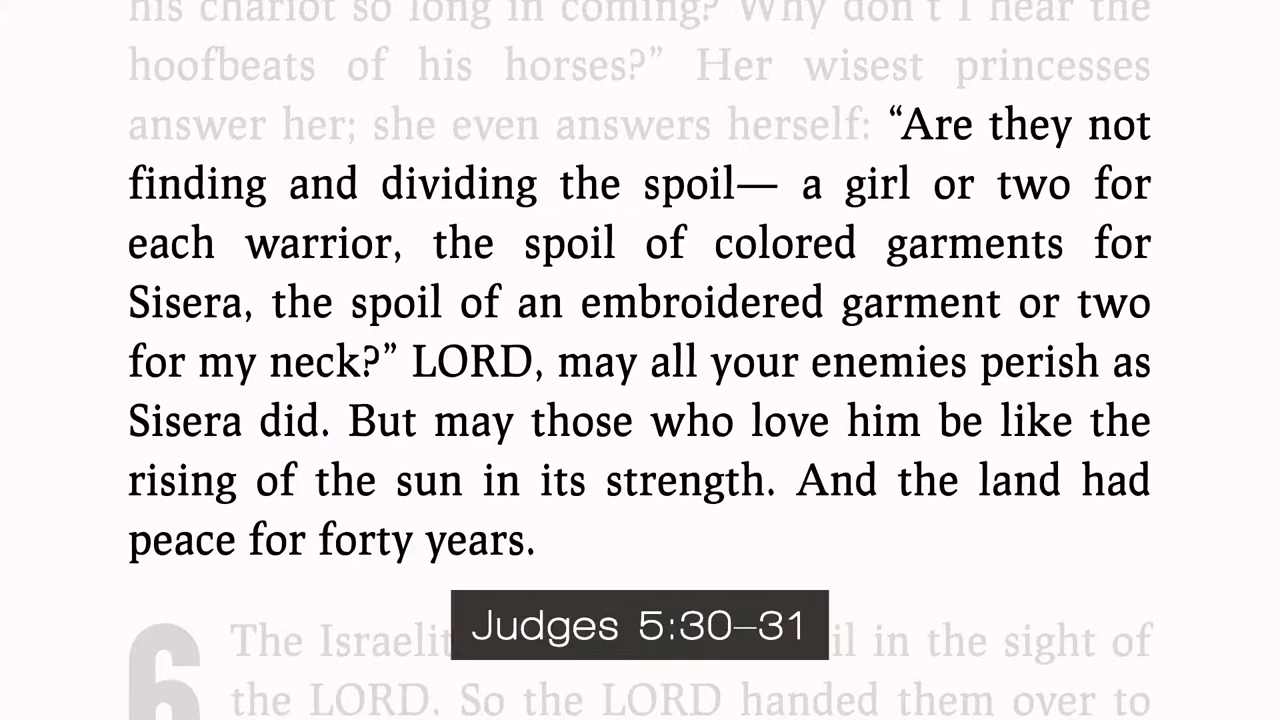 his chariot so long in coming? Why don't I hear the
hoofbeats of his horses?” Her wisest princesses
answer her; she even answers herself: “Are they not
finding and dividing the spoil— a girl or two for
each warrior, the spoil of colored garments for
Sisera, the spoil of an embroidered garment or two
for my neck?” LORD, may all your enemies perish as
Sisera did. But may those who love him be like the
rising of the sun in its strength. And the land had
peace for forty years.
Judges 5:30–31
6 The Israelit il in the sight of
the LORD. So the LORD handed them over to